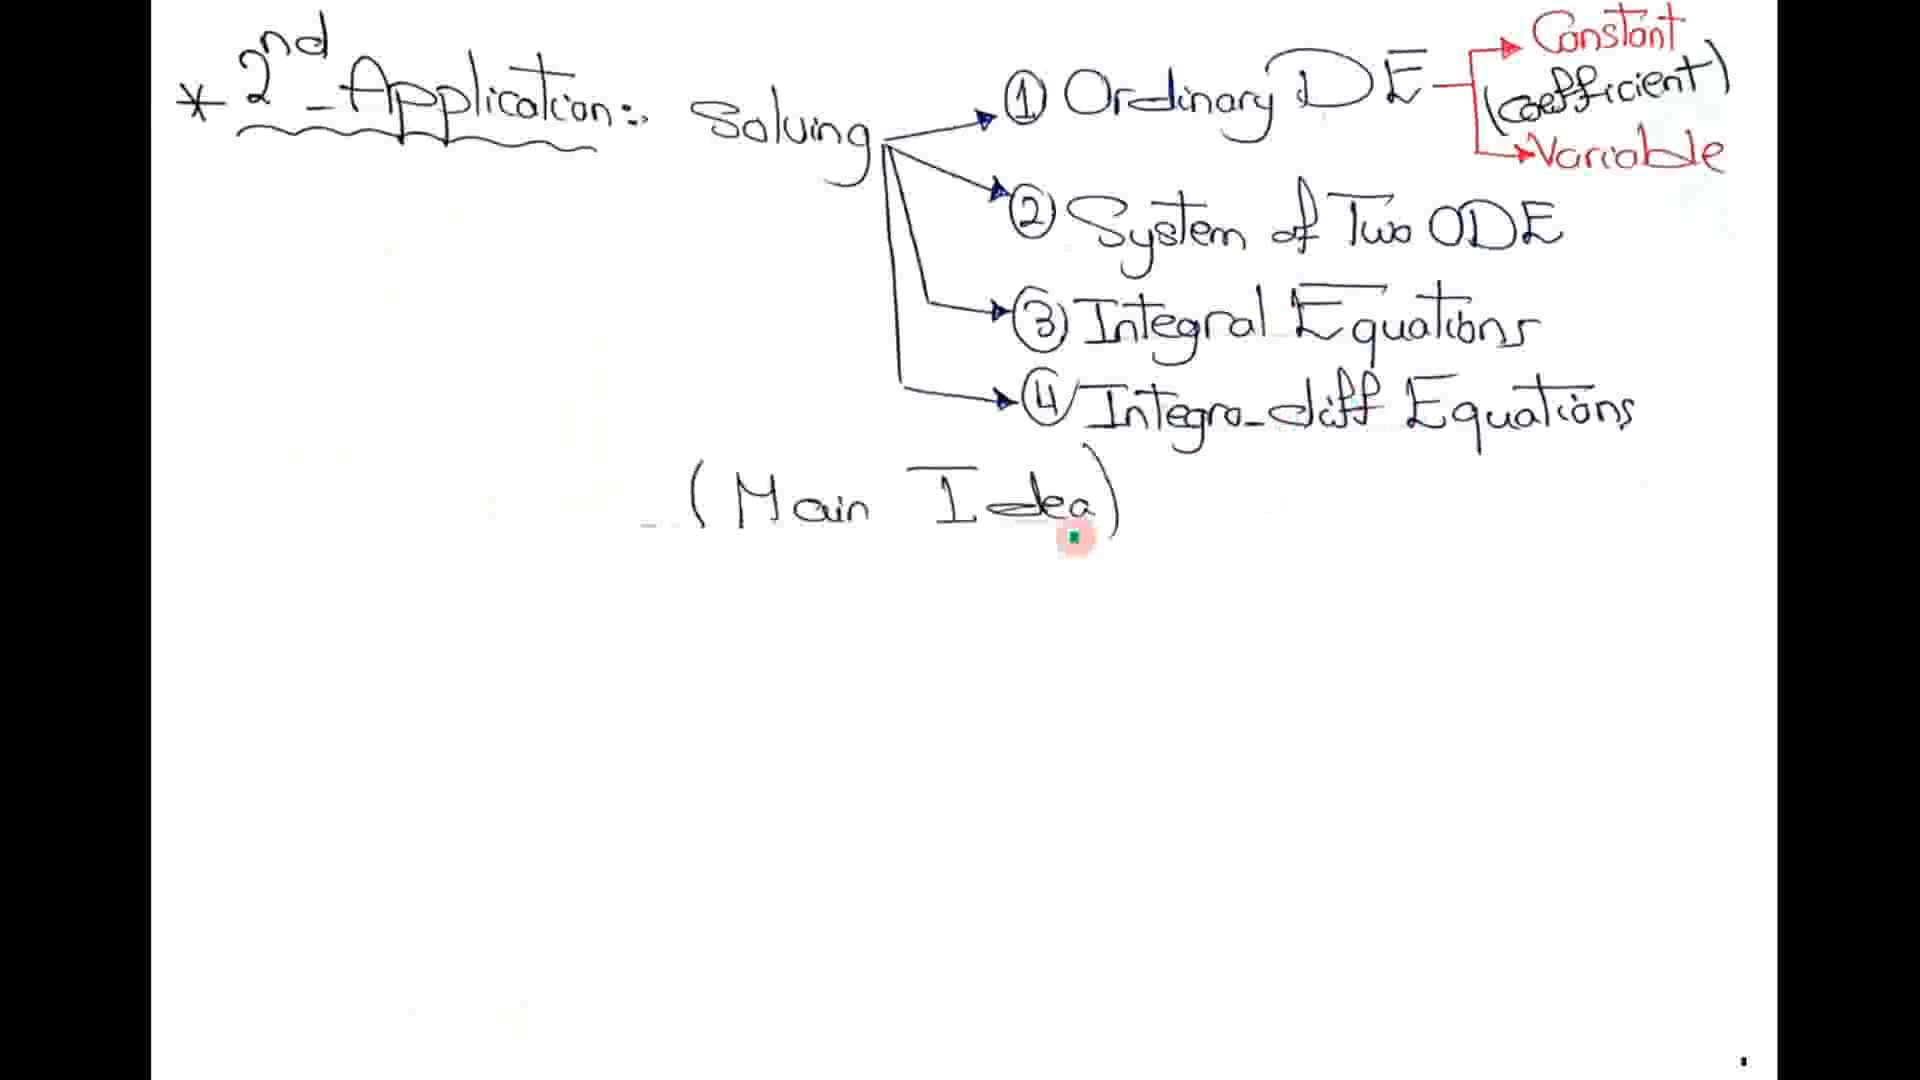 * 2nd - Application :- Solving ① Ordinary DE Constant
(coefficient)
Variable
② System of Two ODE
③ Integral Equations
④ Integro-diff Equations
(Main Idea)